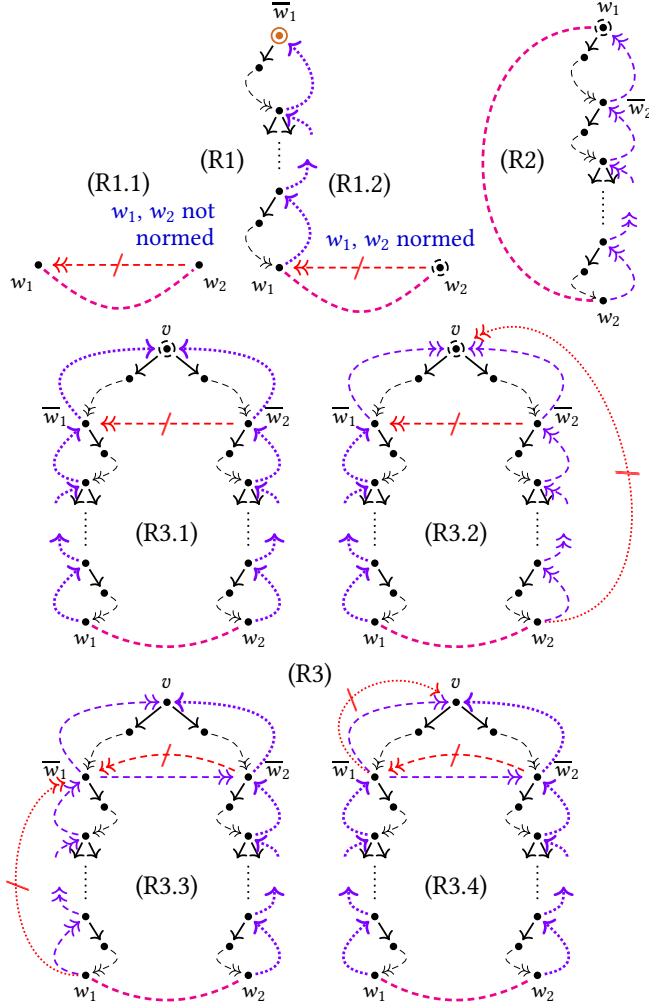 w̅₁
w₁
w̅₂
(R1)
(R2)
(R1.1)
(R1.2)
w₁, w₂ not
normed
w₁, w₂ normed
w₁
w₂
w₁
w₂
w₂
v
v
w̅₁
w̅₂
w̅₁
w̅₂
(R3.1)
(R3.2)
w₁
w₂
w₁
w₂
(R3)
v
v
w̅₁
w̅₂
w̅₁
w̅₂
(R3.3)
(R3.4)
w₁
w₂
w₁
w₂